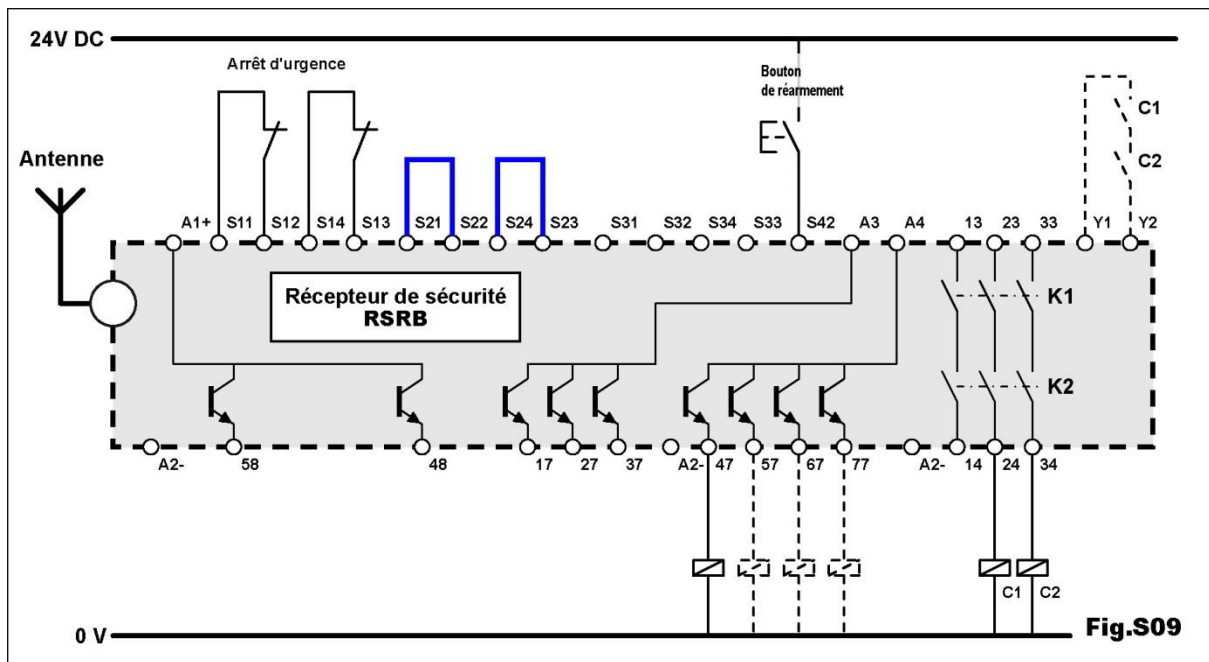 24V DC
Arrêt d'urgence
Bouton
de réarmement
C1
C2
Antenne
A1+ S11 S12 S14 S13 S21 S22 S24 S23 S31 S32 S34 S33 S42 A3 A4 13 23 33 Y1 Y2
Récepteur de sécurité
RSRB
K1
K2
A2- 58 48 17 27 37 A2- 47 57 67 77 A2- 14 24 34
C1 C2
0 V
Fig.S09